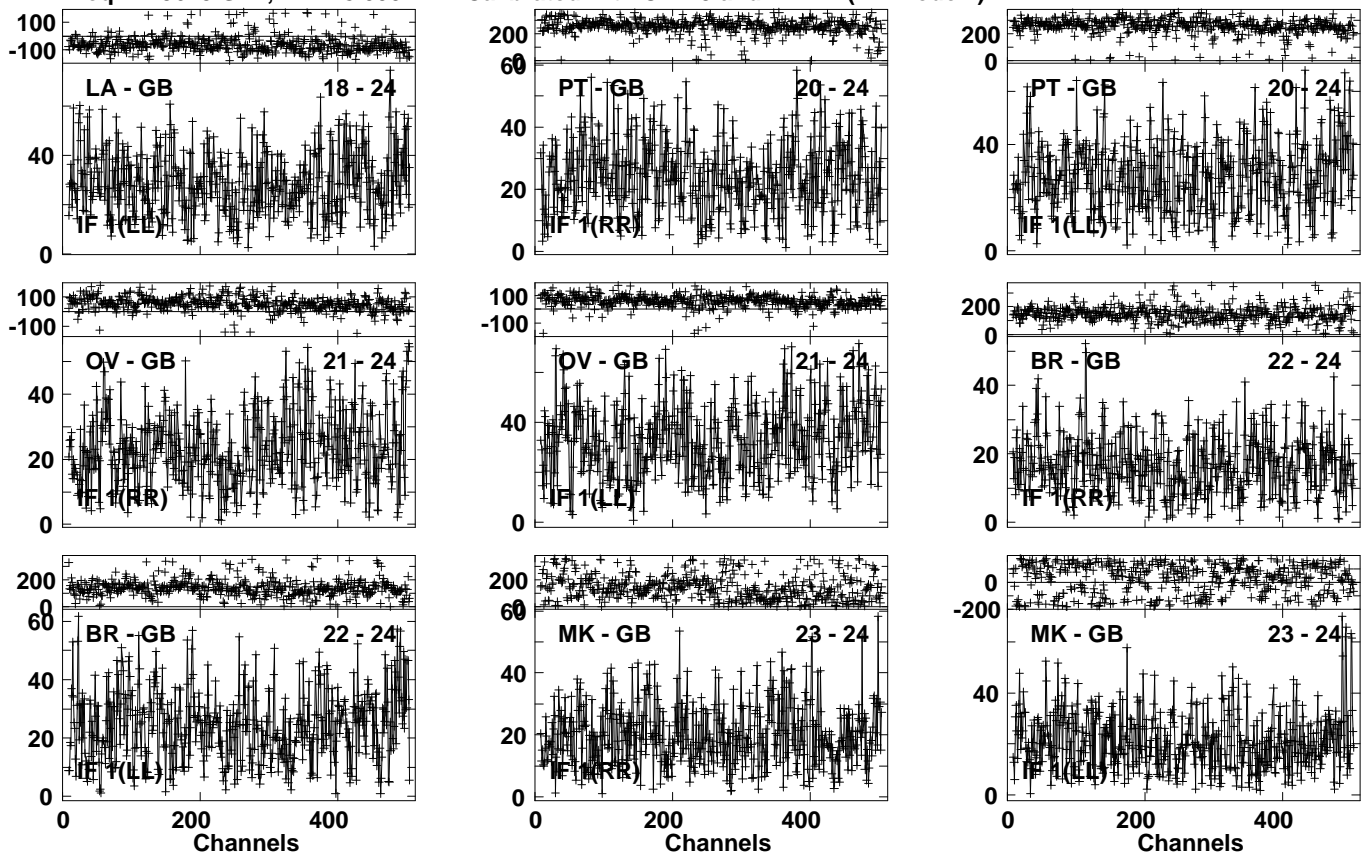 100
-100
LA - GB 18 - 24
40
IF 1(LL)
0
200
0
60
PT - GB 20 - 24
40
20
IF 1(RR)
0
200
0
PT - GB 20 - 24
40
IF 1(LL)
0
100
-100
OV - GB 21 - 24
40
20
IF 1(RR)
0
100
-100
OV - GB 21 - 24
40
IF 1(LL)
0
200
0
BR - GB 22 - 24
40
20
IF 1(RR)
0
200
0
60
BR - GB 22 - 24
40
20
IF 1(LL)
0
0 200 400
Channels
200
0
60
MK - GB 23 - 24
40
20
IF 1(RR)
0
0 200 400
Channels
0
-200
MK - GB 23 - 24
40
IF 1(LL)
0
0 200 400
Channels